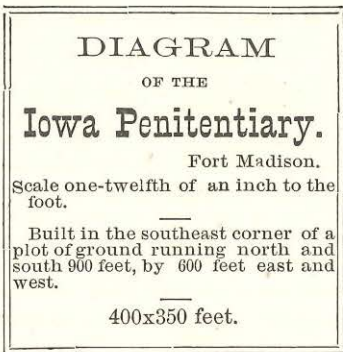 DIAGRAM
OF THE
Iowa Penitentiary.
Fort Madison.
Scale one-twelfth of an inch to the
foot.
Built in the southeast corner of a
plot of ground running north and
south 900 feet, by 600 feet east and
west.
400x350 feet.